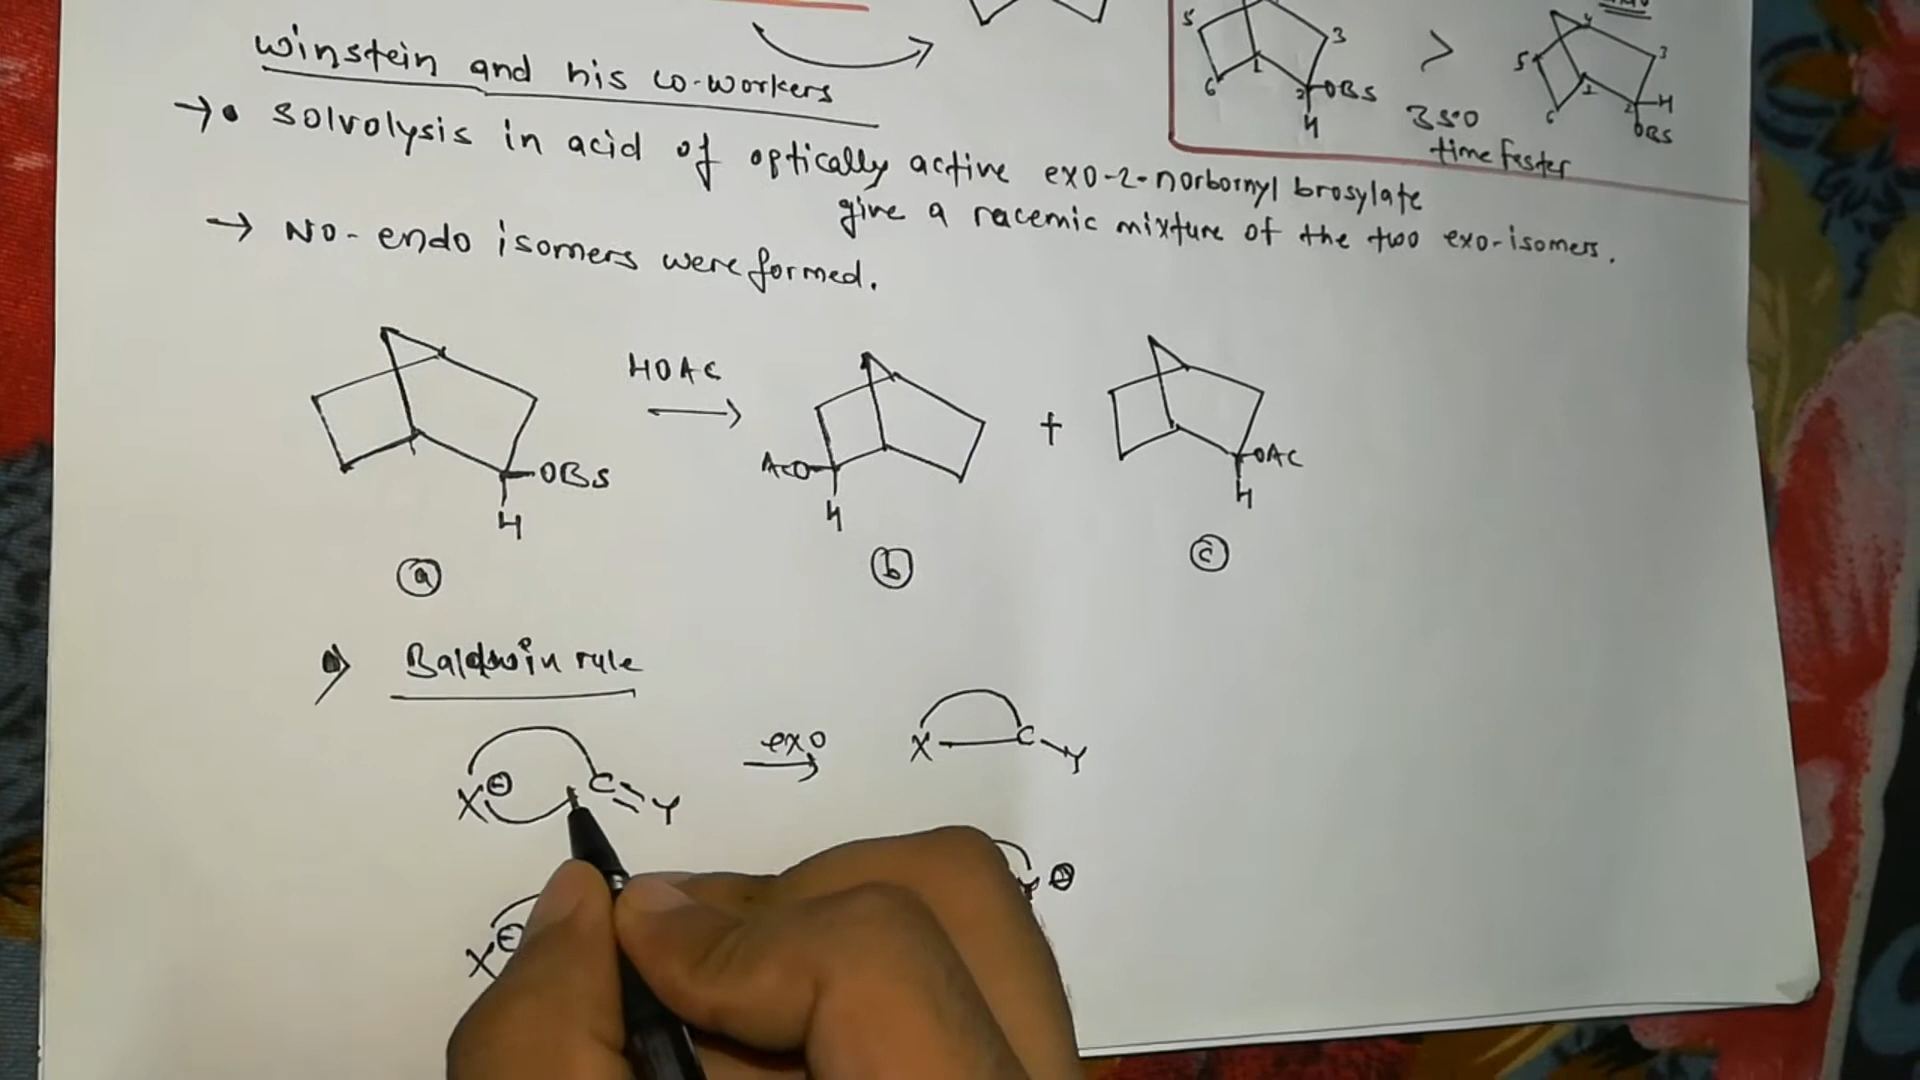 5
3
6
1
2
OBS
H
>
350
time faster
4
5
3
6
1
2
H
OBS
Winstein and his co-workers
→ • Solvolysis in acid of optically active exo-2-norbornyl brosylate
give a racemic mixture of the two exo-isomers.
→ No-endo isomers were formed.
HOAC
→
OBS
H
AcO
H
+
OAC
H
(a)
(b)
(c)
Baldwin rule
X⊖ C=Y
exo
→
X C Y
X⊖
Y⊖